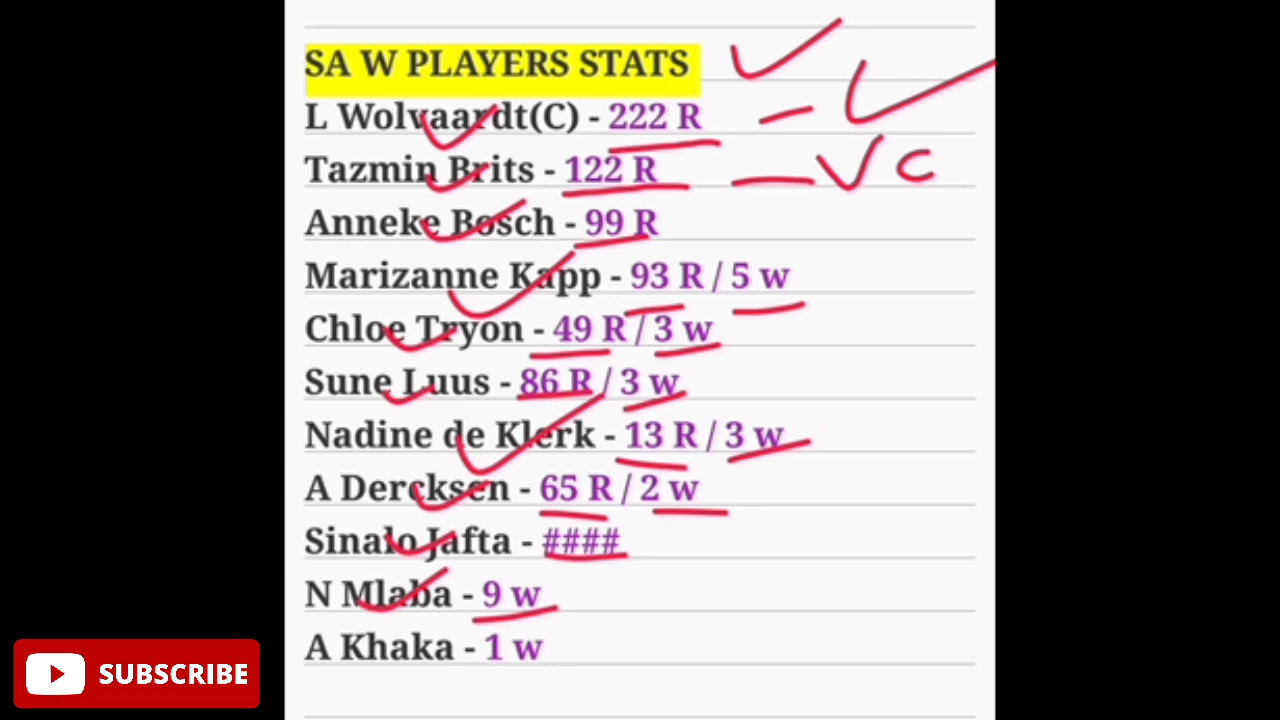 SA W PLAYERS STATS
L Wolvaardt(C) - 222 R
Tazmin Brits - 122 R VC
Anneke Bosch - 99 R
Marizanne Kapp - 93 R / 5 w
Chloe Tryon - 49 R / 3 w
Sune Luus - 86 R / 3 w
Nadine de Klerk - 13 R / 3 w
A Dercksen - 65 R / 2 w
Sinalo Jafta - ####
N Mlaba - 9 w
A Khaka - 1 w
SUBSCRIBE